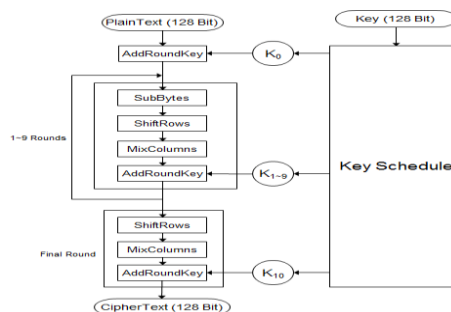 PlainText (128 Bit)
Key (128 Bit)
AddRoundKey
K0
SubBytes
ShiftRows
1~9 Rounds
MixColumns
AddRoundKey
K1~9
Key Schedule
ShiftRows
MixColumns
Final Round
AddRoundKey
K10
CipherText (128 Bit)